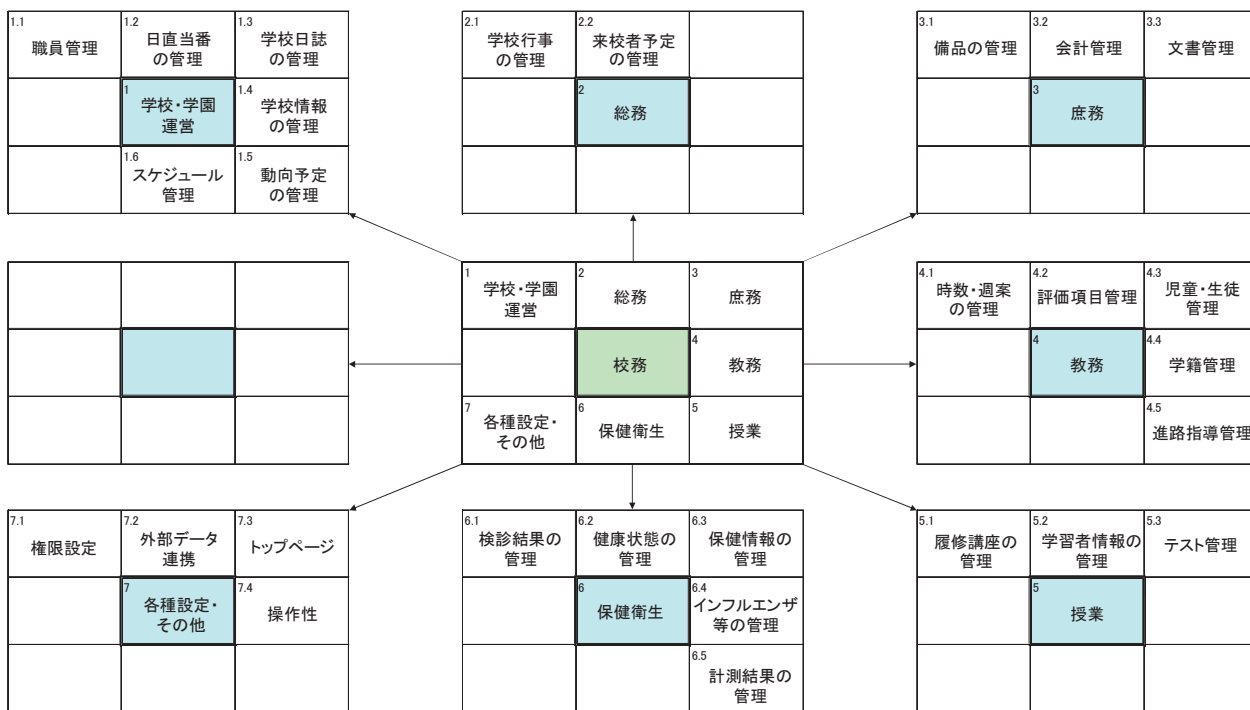 1.1
職員管理
1.2
日直当番
の管理
1.3
学校日誌
の管理
1
学校・学園
運営
1.4
学校情報
の管理
1.6
スケジュール
管理
1.5
動向予定
の管理
2.1
学校行事
の管理
2.2
来校者予定
の管理
2
総務
3.1
備品の管理
3.2
会計管理
3.3
文書管理
3
庶務
1
学校・学園
運営
2
総務
3
庶務
校務
4
教務
7
各種設定・
その他
6
保健衛生
5
授業
4.1
時数・週案
の管理
4.2
評価項目管理
4.3
児童・生徒
管理
4
教務
4.4
学籍管理
4.5
進路指導管理
7.1
権限設定
7.2
外部データ
連携
7.3
トップページ
7
各種設定・
その他
7.4
操作性
6.1
検診結果の
管理
6.2
健康状態の
管理
6.3
保健情報の
管理
6
保健衛生
6.4
インフルエンザ
等の管理
6.5
計測結果の
管理
5.1
履修講座の
管理
5.2
学習者情報の
管理
5.3
テスト管理
5
授業